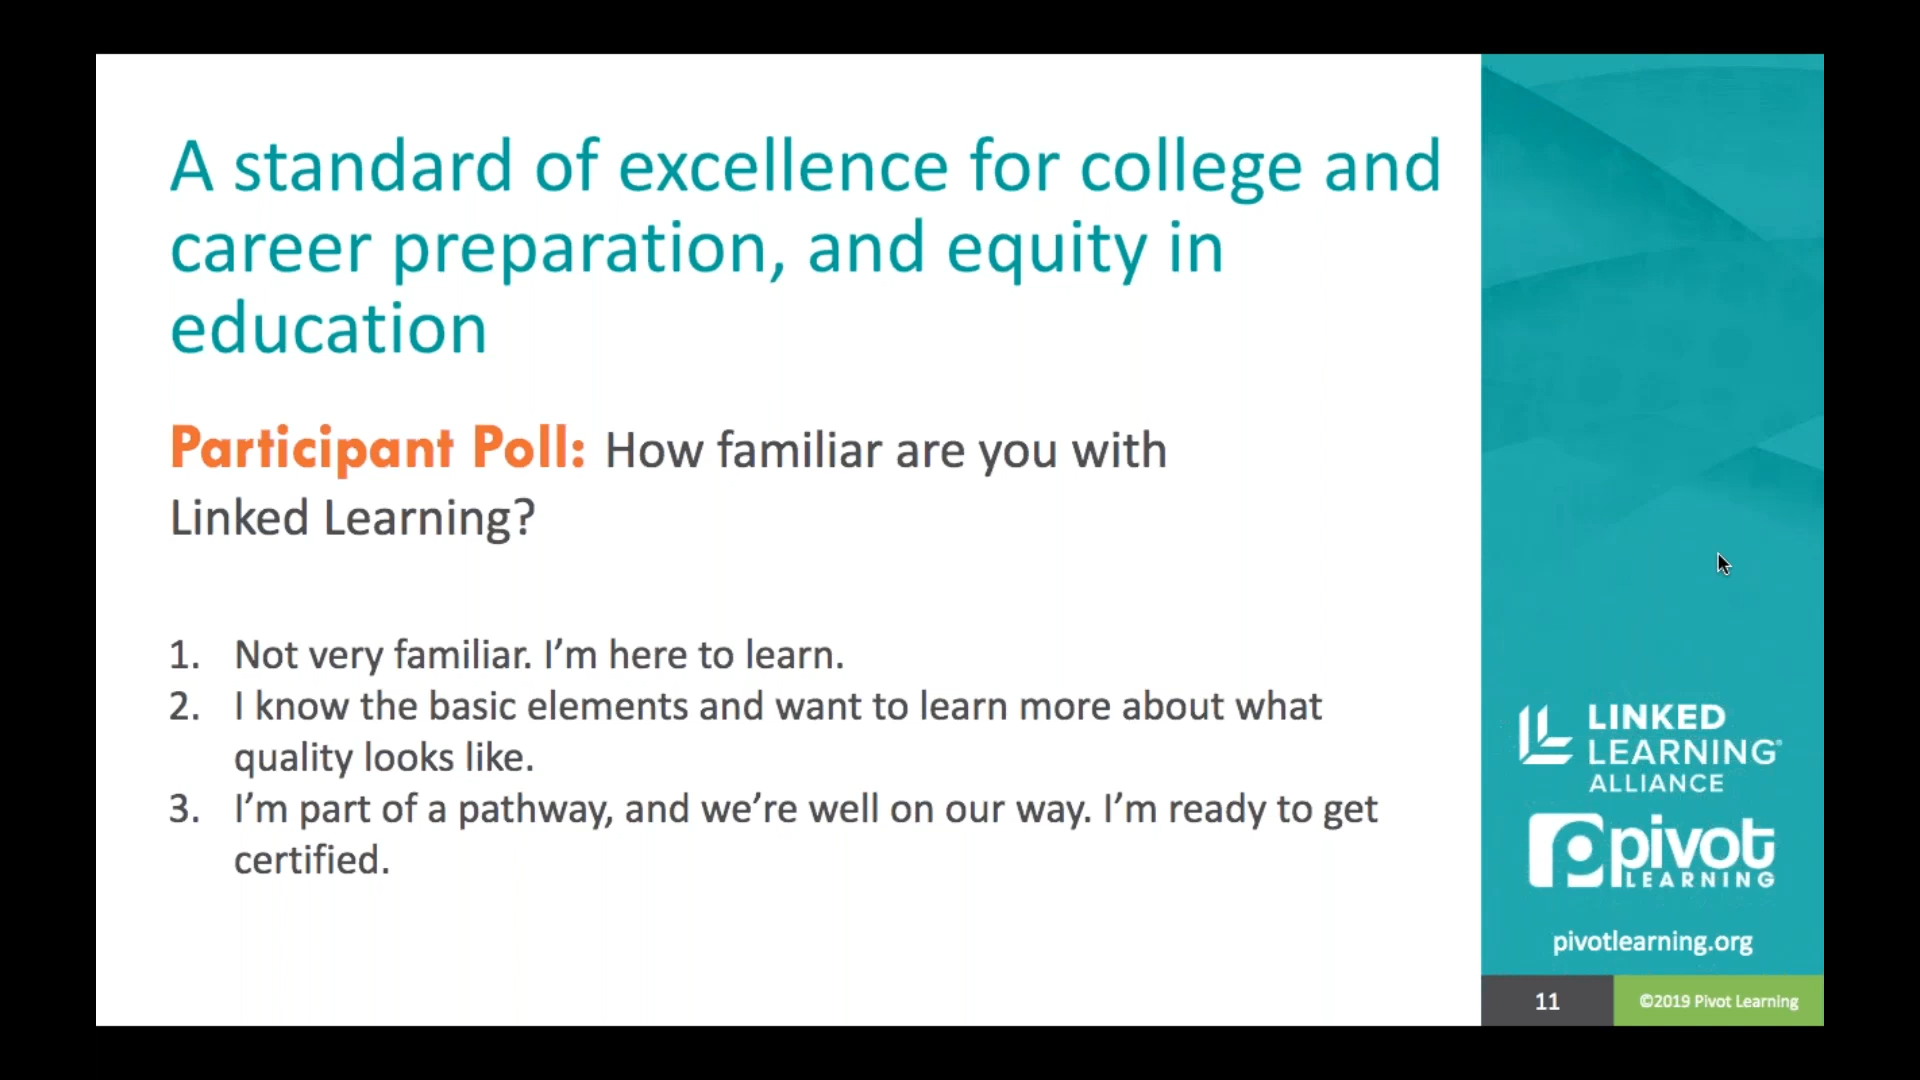 A standard of excellence for college and
career preparation, and equity in
education
Participant Poll: How familiar are you with
Linked Learning?
1. Not very familiar. I’m here to learn.
2. I know the basic elements and want to learn more about what
quality looks like.
3. I’m part of a pathway, and we’re well on our way. I’m ready to get
certified.
LINKED
LEARNING®
ALLIANCE
pivot
LEARNING
pivotlearning.org
11
©2019 Pivot Learning